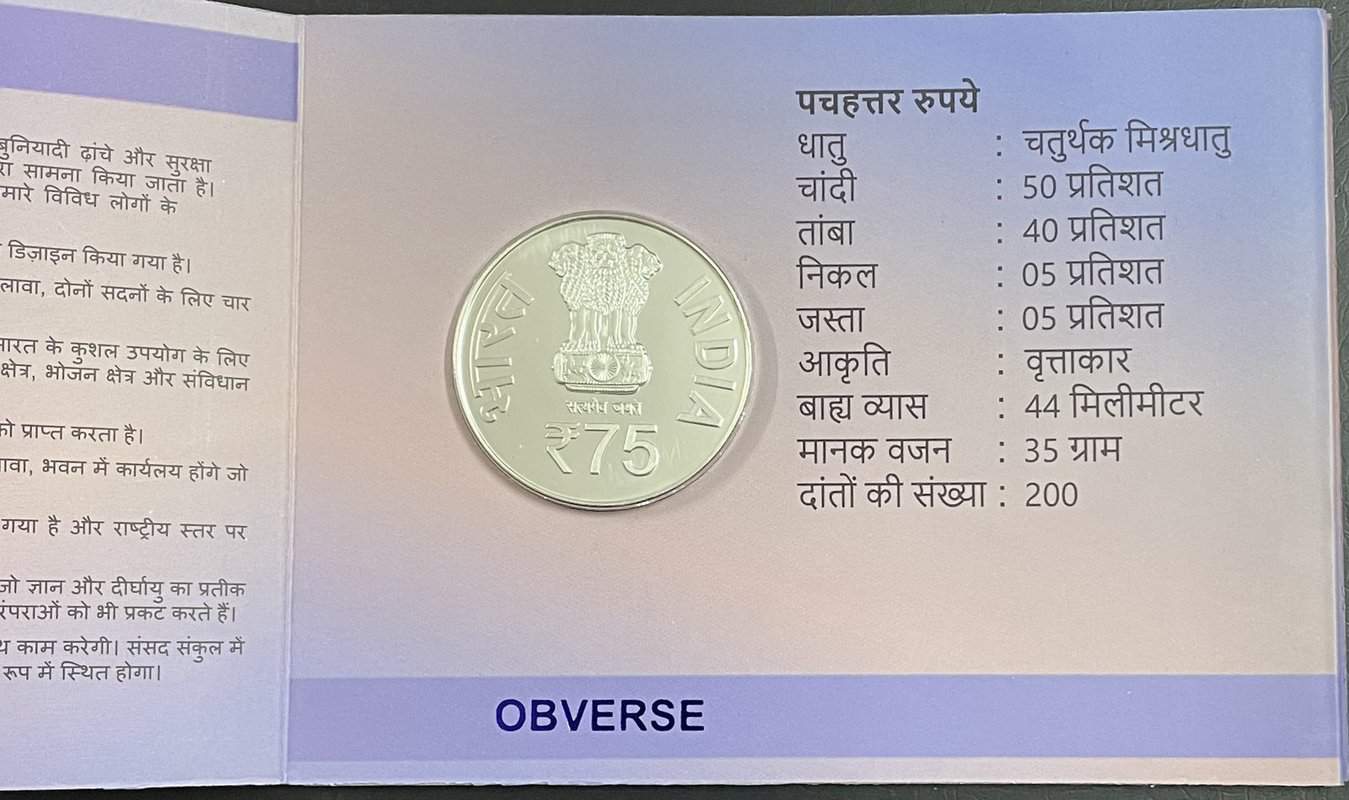 बुनियादी ढांचे और सुरक्षा
सामना किया जाता है।
विविध लोगों के
डिज़ाइन किया गया है।
दोनों सदनों के लिए चार
के कुशल उपयोग के लिए
क्षेत्र, भोजन क्षेत्र और संविधान
को प्राप्त करता है।
भवन में कार्यलय होंगे जो
गया है और राष्ट्रीय स्तर पर
जो ज्ञान और दीर्घायु का प्रतीक
को भी प्रकट करते हैं।
काम करेगी। संसद संकुल में
रूप में स्थित होगा।
भारत
INDIA
सत्यमेव जयते
₹75
पचहत्तर रुपये
धातु : चतुर्थक मिश्रधातु
चांदी : 50 प्रतिशत
तांबा : 40 प्रतिशत
निकल : 05 प्रतिशत
जस्ता : 05 प्रतिशत
आकृति : वृत्ताकार
बाह्य व्यास : 44 मिलीमीटर
मानक वजन : 35 ग्राम
दांतों की संख्या : 200
OBVERSE